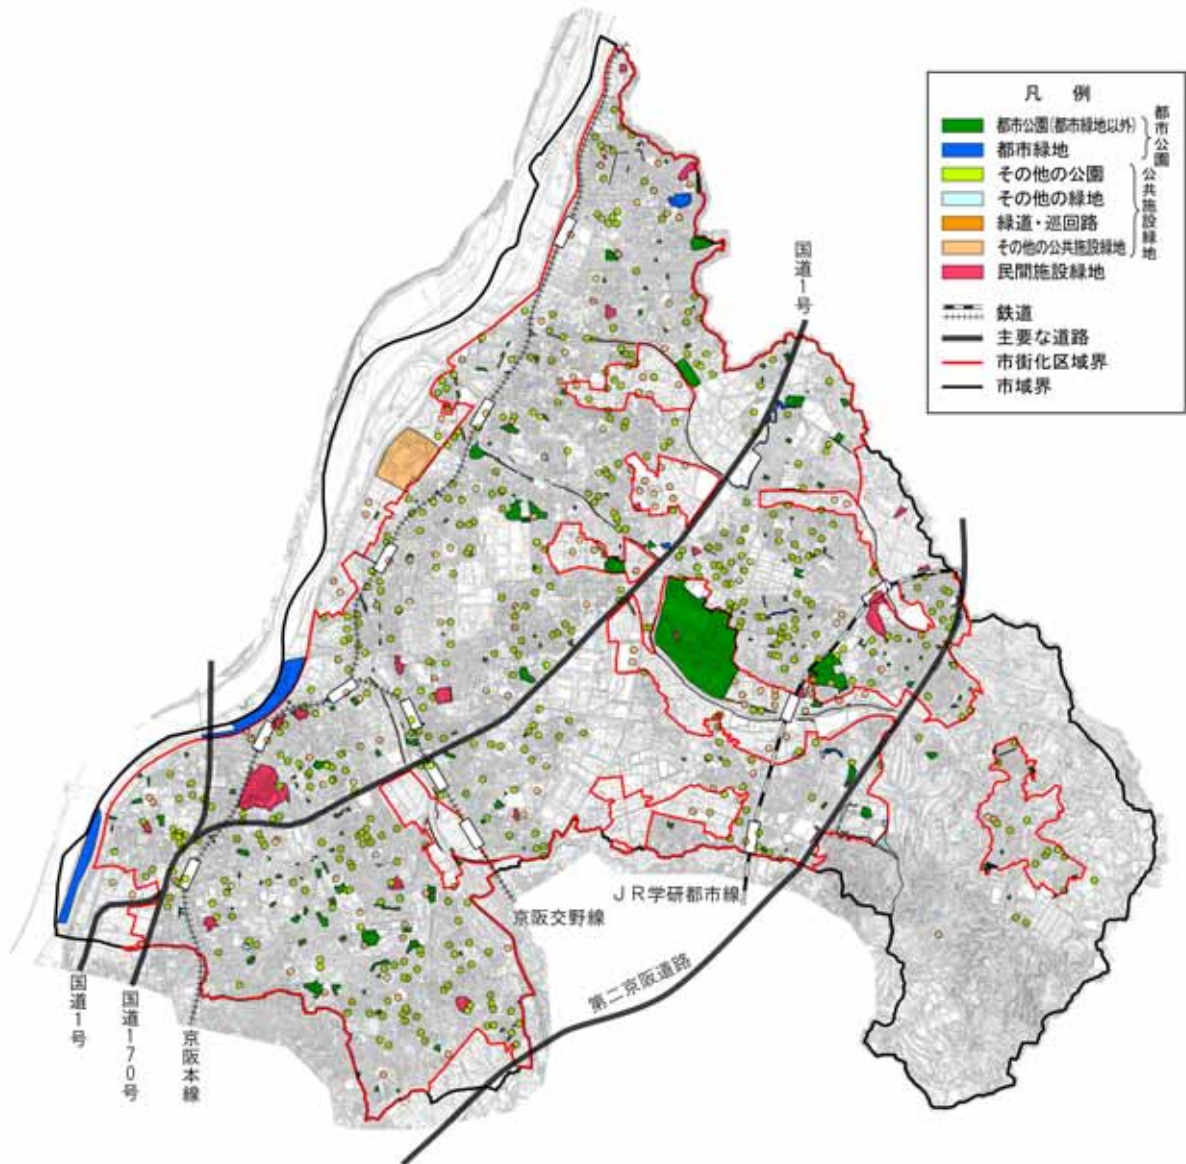 凡 例
都市公園(都市緑地以外)
都市緑地
都市公園
その他の公園
その他の緑地
緑道・巡回路
その他の公共施設緑地
公共施設緑地
民間施設緑地
鉄道
主要な道路
市街化区域界
市域界
国道1号
JR学研都市線
京阪交野線
第二京阪道路
国道1号
国道170号
京阪本線